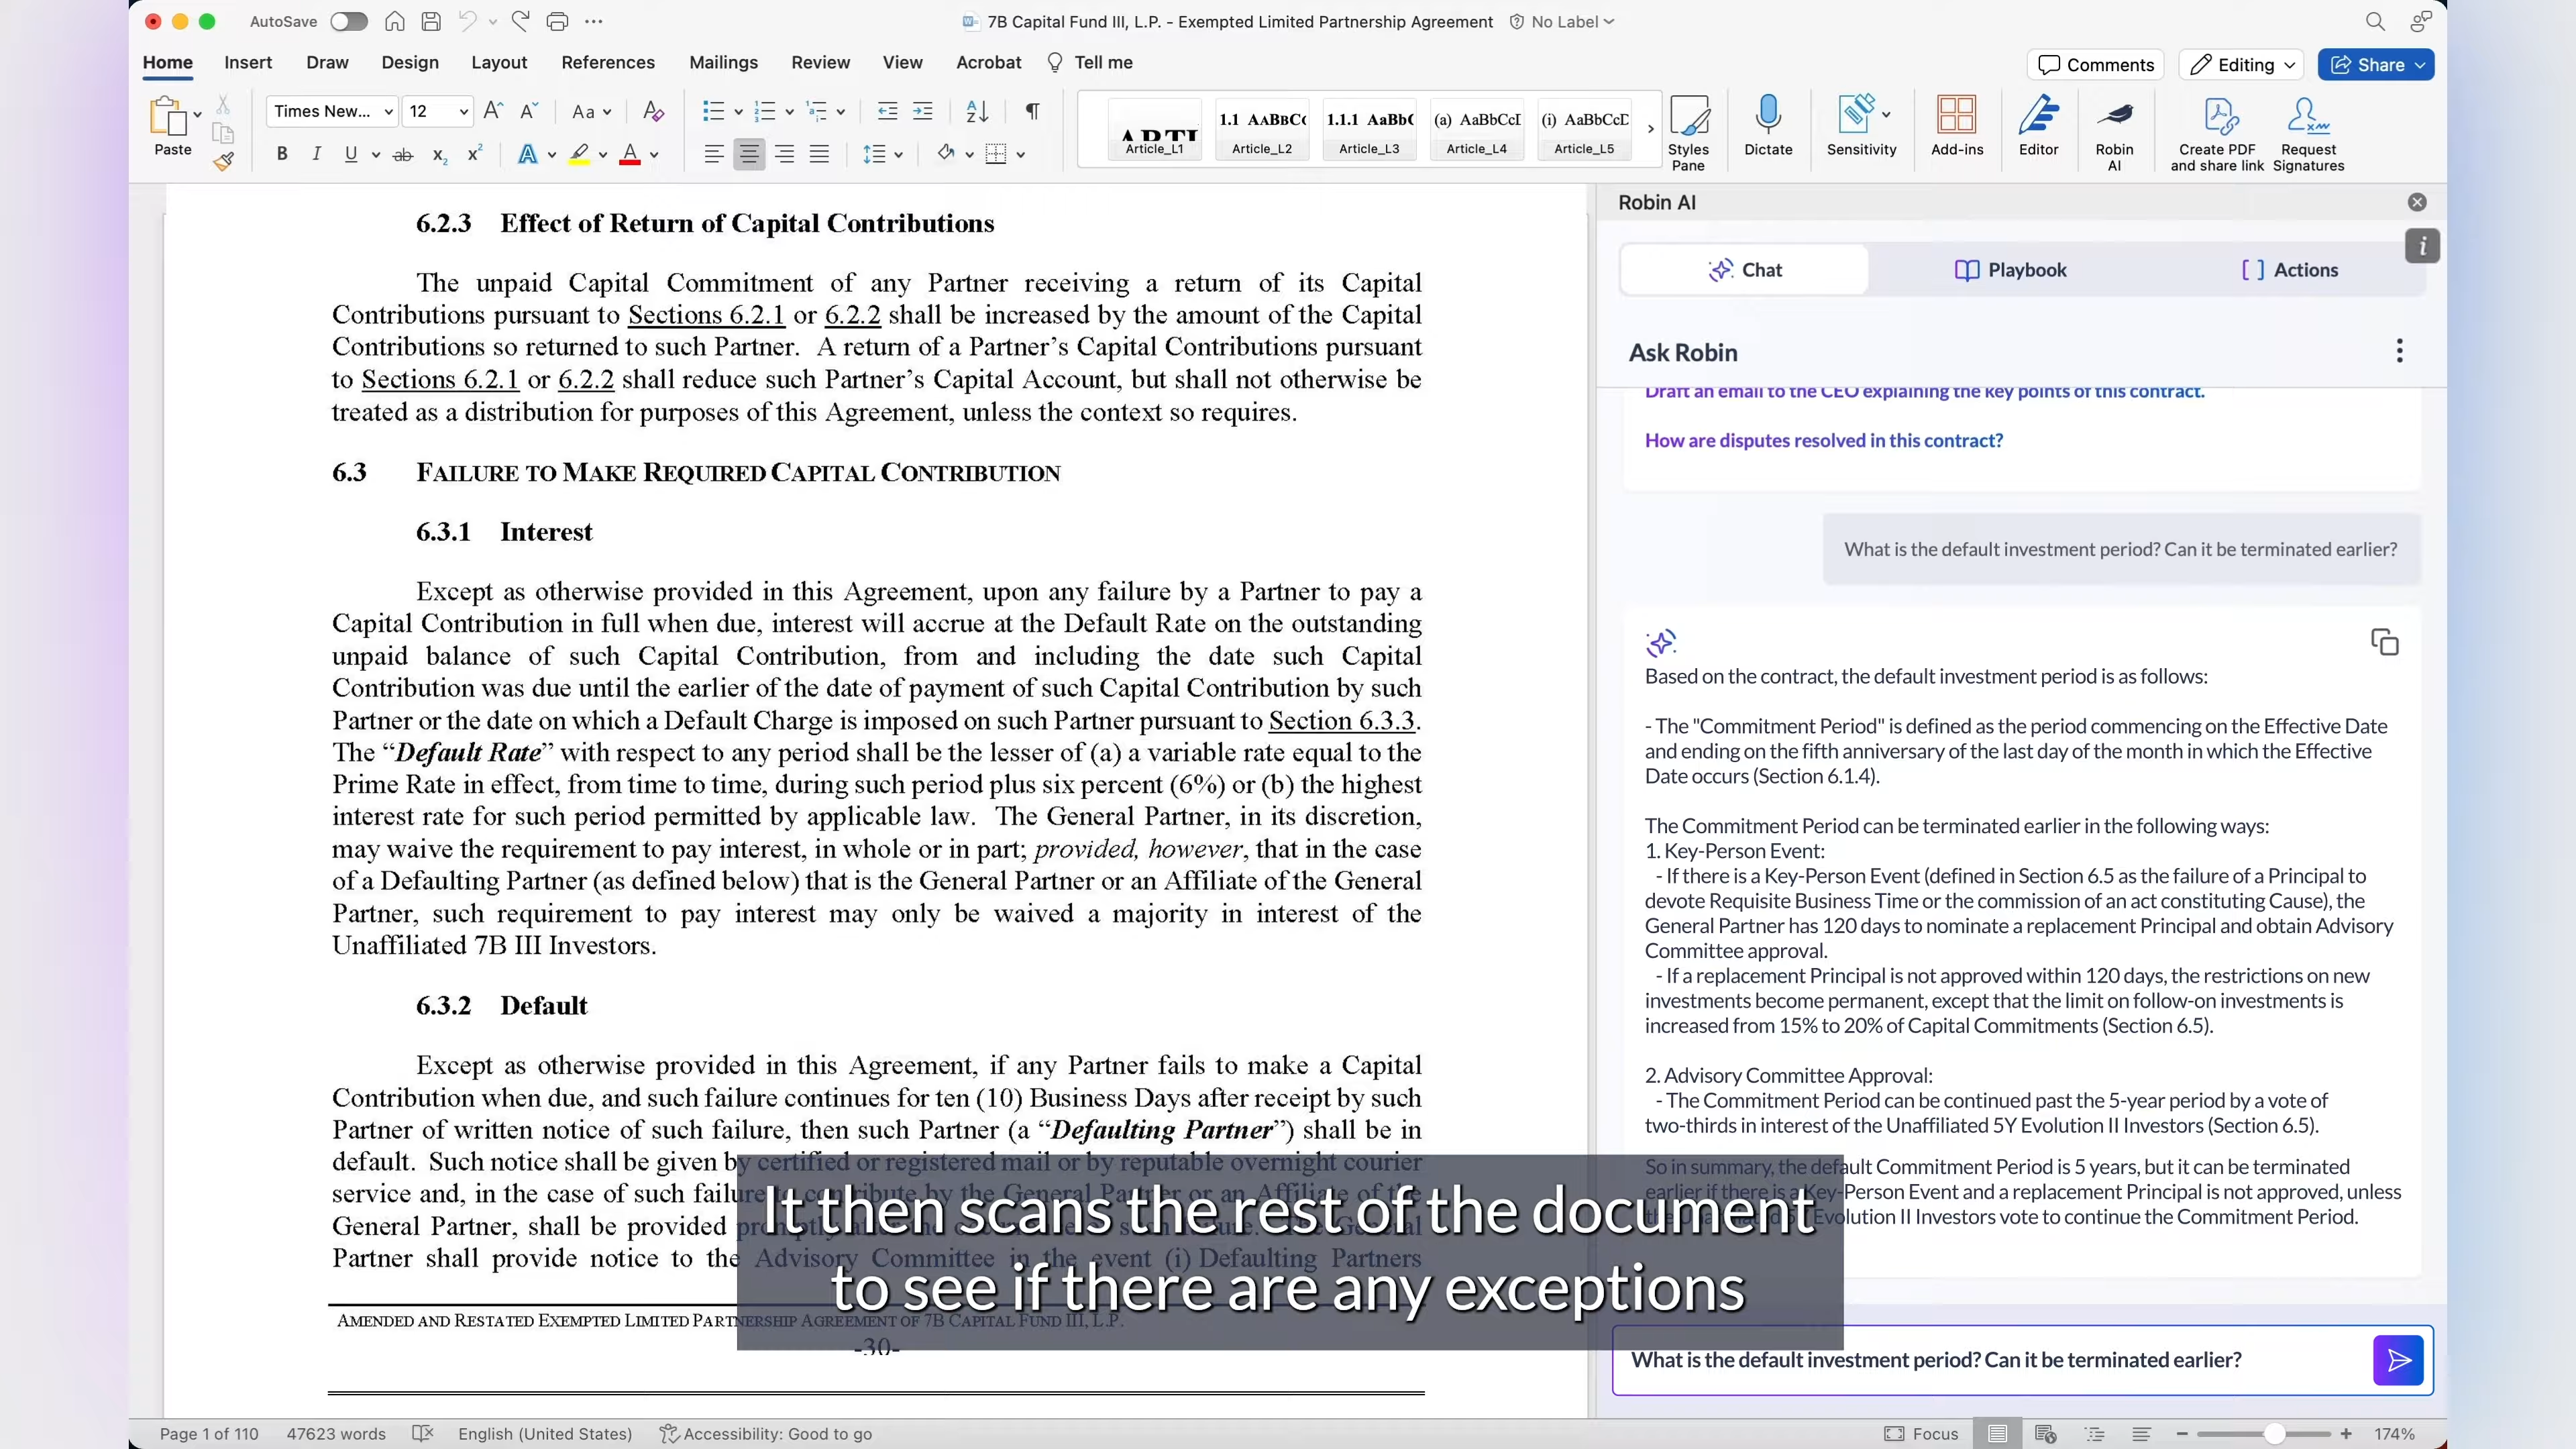 AutoSave
7B Capital Fund III, L.P. - Exempted Limited Partnership Agreement
No Label
Home
Insert
Draw
Design
Layout
References
Mailings
Review
View
Acrobat
Tell me
Comments
Editing
Share
Paste
Times New...
12
Aa
B I U ab x₂ x² A A
ARTI
Article_L1
1.1 AABBC
Article_L2
1.1.1 AaBb(
Article_L3
(a) AaBbCcD
Article_L4
(i) AaBbCcD
Article_L5
Styles
Pane
Dictate
Sensitivity
Add-ins
Editor
Robin
AI
Create PDF
and share link
Request
Signatures
6.2.3 Effect of Return of Capital Contributions
The unpaid Capital Commitment of any Partner receiving a return of its Capital
Contributions pursuant to Sections 6.2.1 or 6.2.2 shall be increased by the amount of the Capital
Contributions so returned to such Partner. A return of a Partner's Capital Contributions pursuant
to Sections 6.2.1 or 6.2.2 shall reduce such Partner's Capital Account, but shall not otherwise be
treated as a distribution for purposes of this Agreement, unless the context so requires.
6.3 FAILURE TO MAKE REQUIRED CAPITAL CONTRIBUTION
6.3.1 Interest
Except as otherwise provided in this Agreement, upon any failure by a Partner to pay a
Capital Contribution in full when due, interest will accrue at the Default Rate on the outstanding
unpaid balance of such Capital Contribution, from and including the date such Capital
Contribution was due until the earlier of the date of payment of such Capital Contribution by such
Partner or the date on which a Default Charge is imposed on such Partner pursuant to Section 6.3.3.
The “Default Rate” with respect to any period shall be the lesser of (a) a variable rate equal to the
Prime Rate in effect, from time to time, during such period plus six percent (6%) or (b) the highest
interest rate for such period permitted by applicable law. The General Partner, in its discretion,
may waive the requirement to pay interest, in whole or in part; provided, however, that in the case
of a Defaulting Partner (as defined below) that is the General Partner or an Affiliate of the General
Partner, such requirement to pay interest may only be waived a majority in interest of the
Unaffiliated 7B III Investors.
6.3.2 Default
Except as otherwise provided in this Agreement, if any Partner fails to make a Capital
Contribution when due, and such failure continues for ten (10) Business Days after receipt by such
Partner of written notice of such failure, then such Partner (a “Defaulting Partner”) shall be in
default. Such notice shall be given by certified or registered mail or by reputable overnight courier
service and, in the case of such failure to contribute by the General Partner or an Affiliate of the
General Partner, shall be provided
Partner shall provide notice to the Advisory Committee in the event (i) Defaulting Partners
AMENDED AND RESTATED EXEMPTED LIMITED PARTNERSHIP AGREEMENT OF 7B CAPITAL FUND III, L.P.
-30-
Robin AI
Chat
Playbook
Actions
Ask Robin
Draft an email to the CEO explaining the key points of this contract.
How are disputes resolved in this contract?
What is the default investment period? Can it be terminated earlier?
Based on the contract, the default investment period is as follows:
- The "Commitment Period" is defined as the period commencing on the Effective Date
and ending on the fifth anniversary of the last day of the month in which the Effective
Date occurs (Section 6.1.4).
The Commitment Period can be terminated earlier in the following ways:
1. Key-Person Event:
- If there is a Key-Person Event (defined in Section 6.5 as the failure of a Principal to
devote Requisite Business Time or the commission of an act constituting Cause), the
General Partner has 120 days to nominate a replacement Principal and obtain Advisory
Committee approval.
- If a replacement Principal is not approved within 120 days, the restrictions on new
investments become permanent, except that the limit on follow-on investments is
increased from 15% to 20% of Capital Commitments (Section 6.5).
2. Advisory Committee Approval:
- The Commitment Period can be continued past the 5-year period by a vote of
two-thirds in interest of the Unaffiliated 5Y Evolution II Investors (Section 6.5).
So in summary, the default Commitment Period is 5 years, but it can be terminated
earlier if there is a Key-Person Event and a replacement Principal is not approved, unless
Evolution II Investors vote to continue the Commitment Period.
What is the default investment period? Can it be terminated earlier?
It then scans the rest of the document
to see if there are any exceptions
Page 1 of 110
47623 words
English (United States)
Accessibility: Good to go
Focus
174%